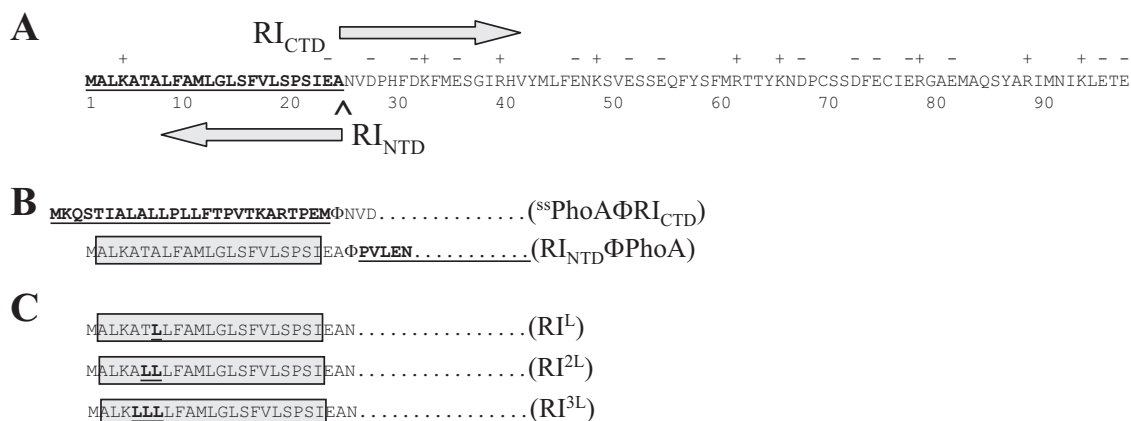 A
RI_CTD
+ − − −+ − + + − + − −− + + − − − −+ − + + − −
MALKATALFAMLGLSFVLSPSIEANVDPHFDKFMESGIRHVYMLFENKSVESSEQFYSFMRTTYKNDPCSSDFECIERGAEMAQSYARIMNIKLETE
1 10 20 30 40 50 60 70 80 90
^
RI_NTD
B MKQSTIALALLPLLFTPVTKARTPEMΦNVD..............(^ssPhoAΦRI_CTD)
MALKATALFAMLGLSFVLSPSIEAΦPVLEN...........(RI_NTDΦPhoA)
C
MALKATLLFAMLGLSFVLSPSIEAN................(RI^L)
MALKALLLFAMLGLSFVLSPSIEAN................(RI^2L)
MALKLLLLFAMLGLSFVLSPSIEAN................(RI^3L)